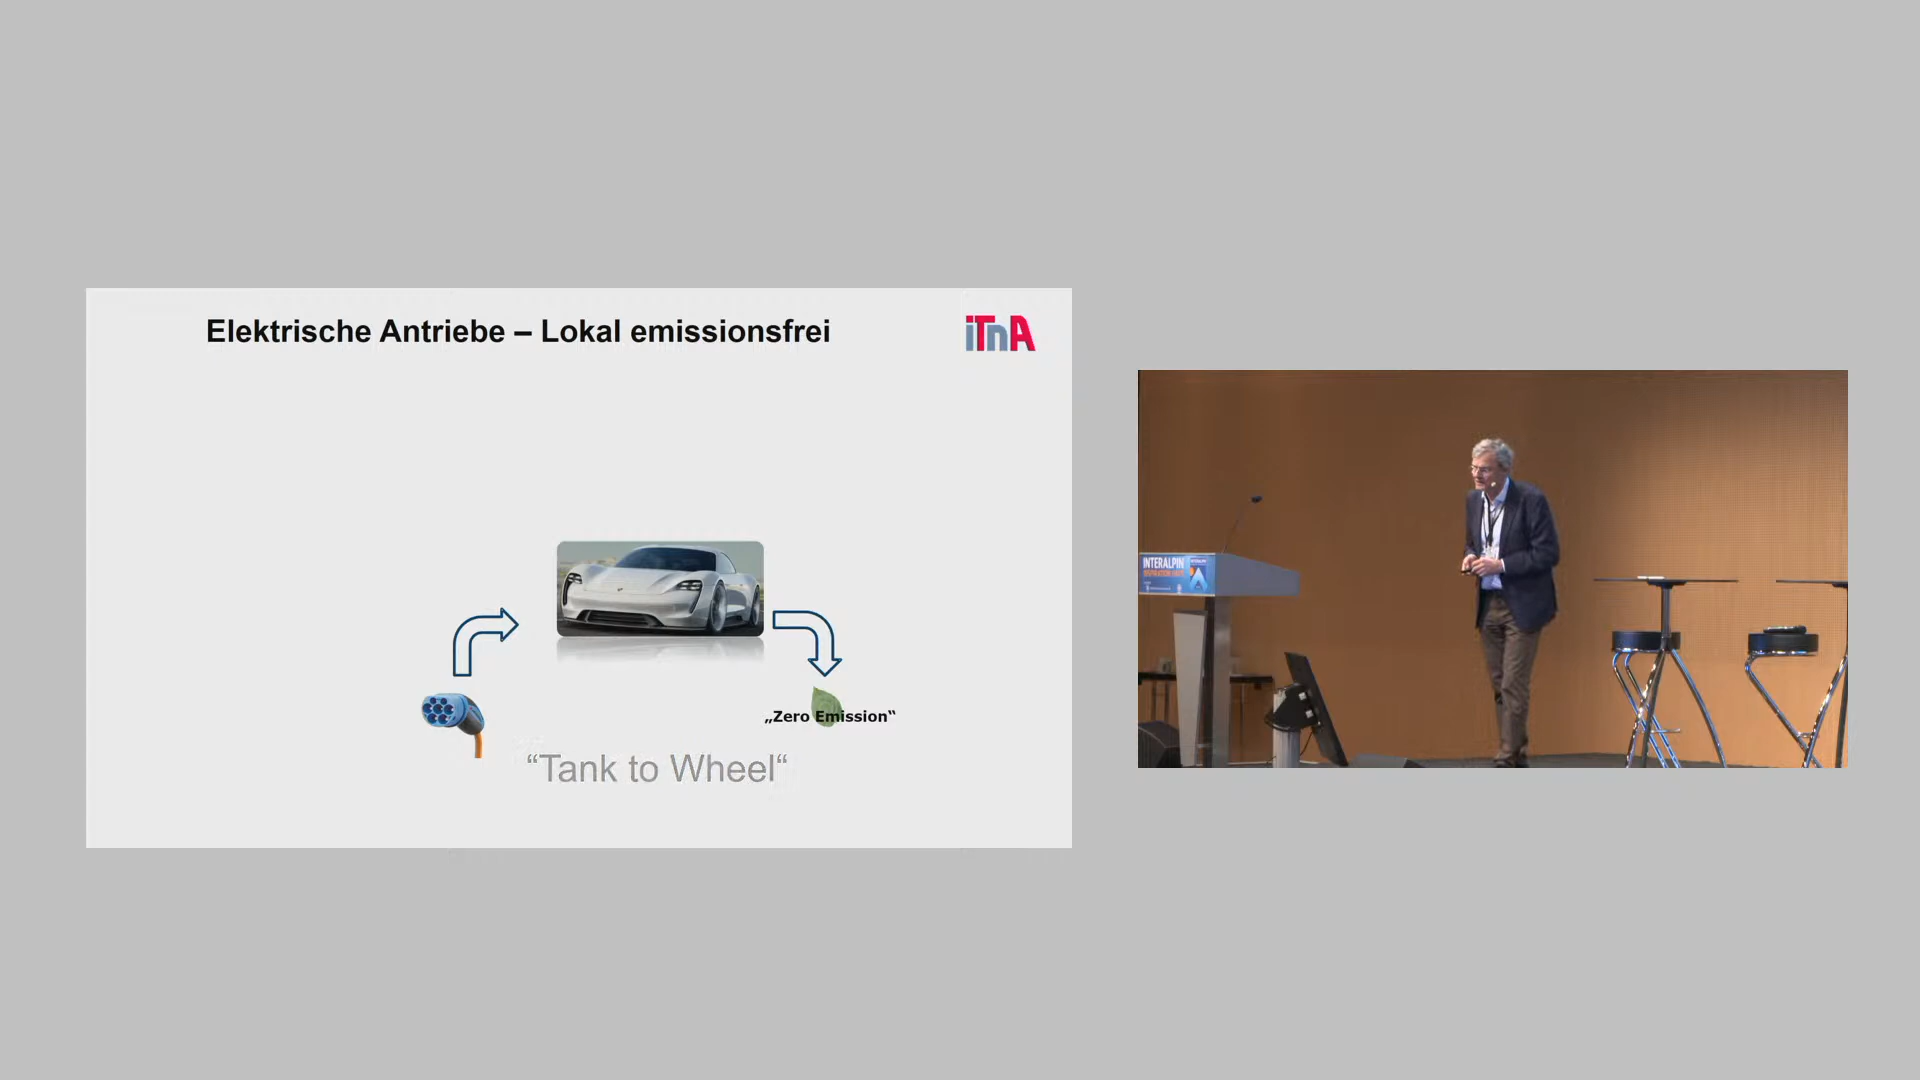 Elektrische Antriebe – Lokal emissionsfrei
iTnA
„Zero Emission“
“Tank to Wheel“
INTERALPIN